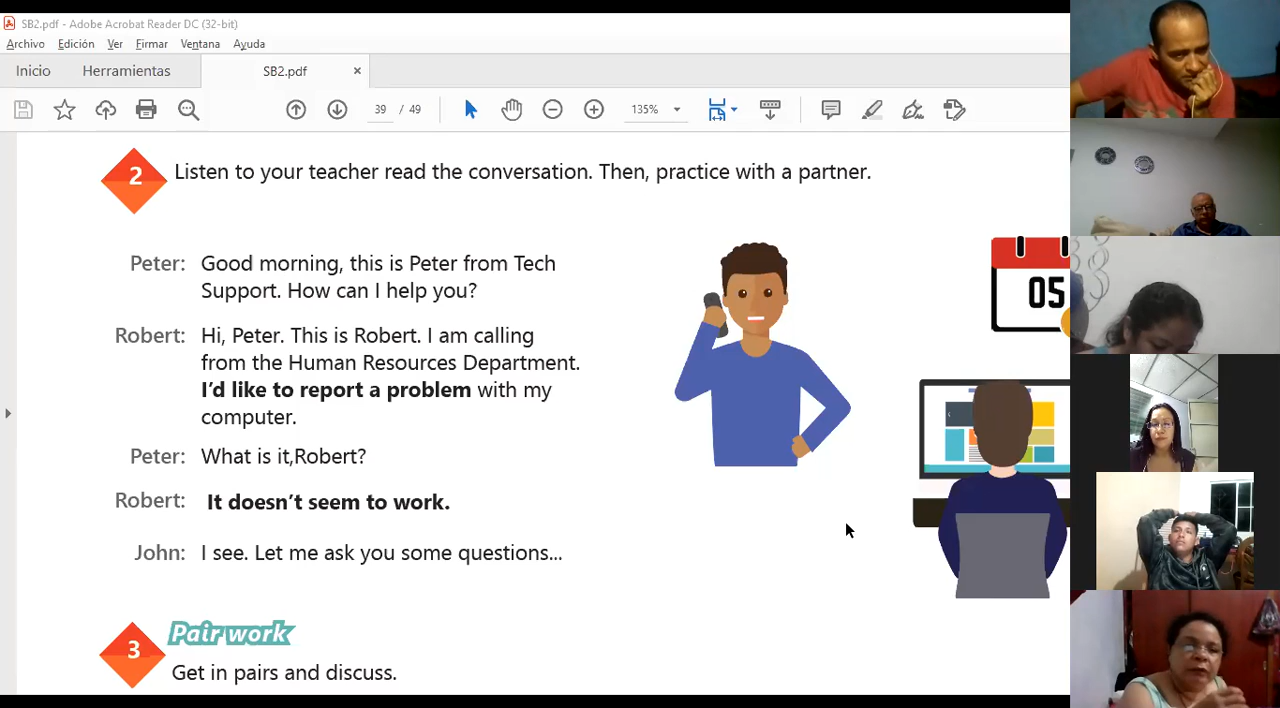 SB2.pdf - Adobe Acrobat Reader DC (32-bit)
Archivo Edición Ver Firmar Ventana Ayuda
Inicio Herramientas SB2.pdf ×
39 / 49 135%
2 Listen to your teacher read the conversation. Then, practice with a partner.
Peter: Good morning, this is Peter from Tech
Support. How can I help you?
Robert: Hi, Peter. This is Robert. I am calling
from the Human Resources Department.
I'd like to report a problem with my
computer.
Peter: What is it,Robert?
Robert: It doesn't seem to work.
John: I see. Let me ask you some questions...
05
3 Pair work
Get in pairs and discuss.